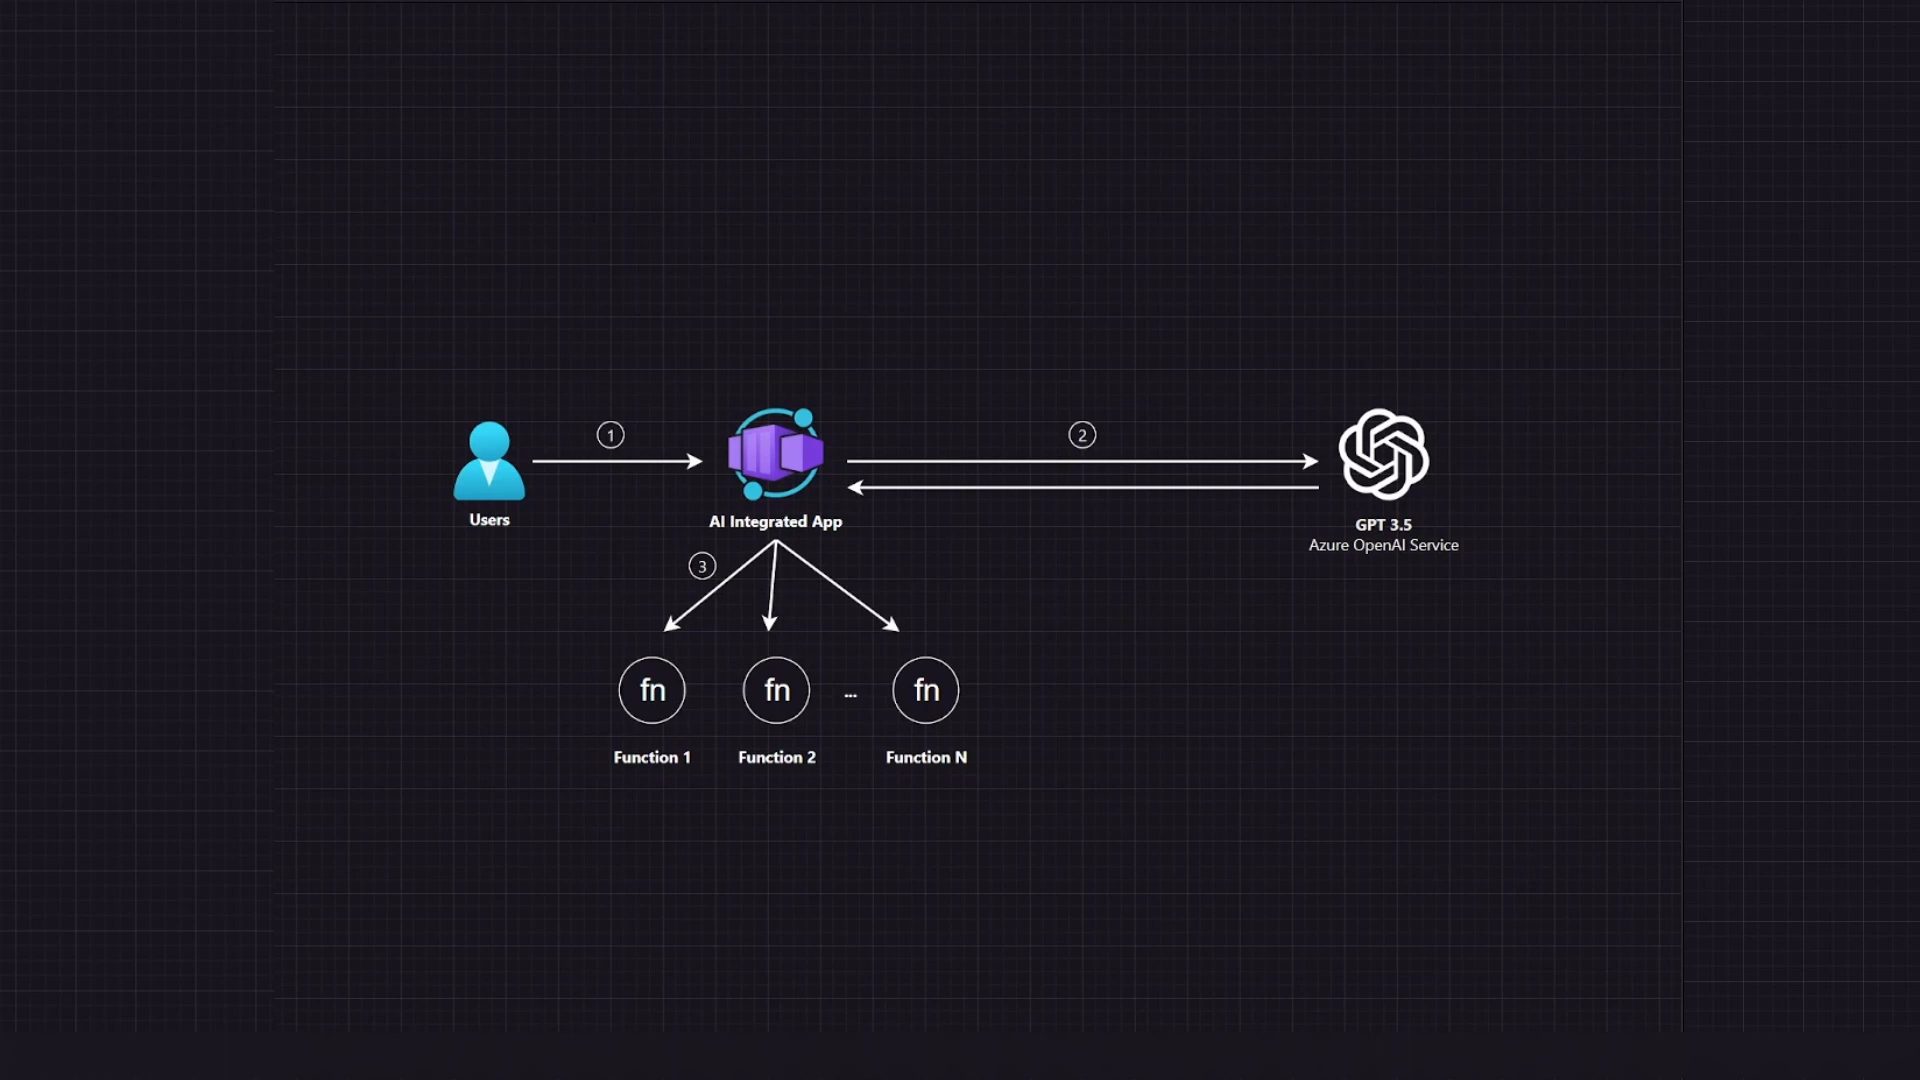 1
2
Users
AI Integrated App
GPT 3.5
Azure OpenAI Service
3
fn
fn
...
fn
Function 1
Function 2
Function N